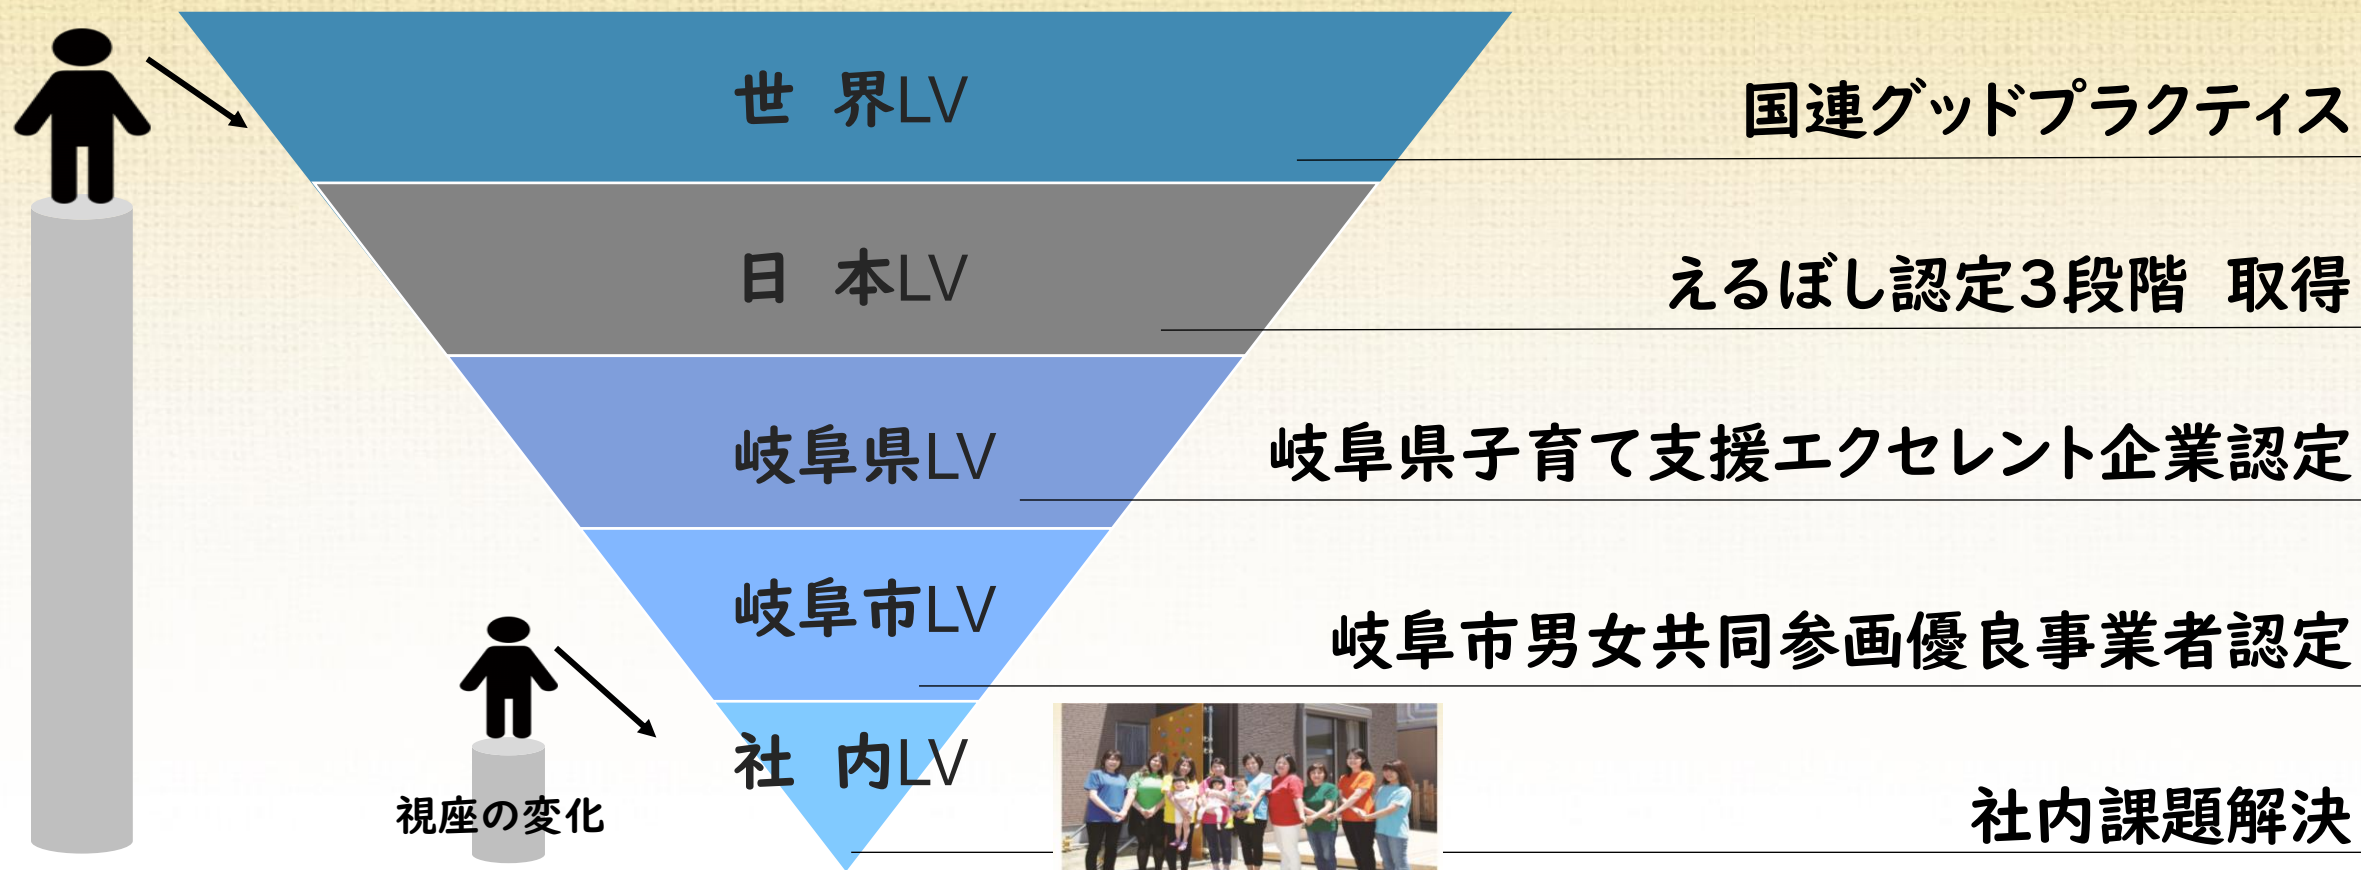 世 界LV
国連グッドプラクティス
日 本LV
えるぼし認定3段階 取得
岐阜県LV
岐阜県子育て支援エクセレント企業認定
岐阜市LV
岐阜市男女共同参画優良事業者認定
社 内LV
社内課題解決
視座の変化